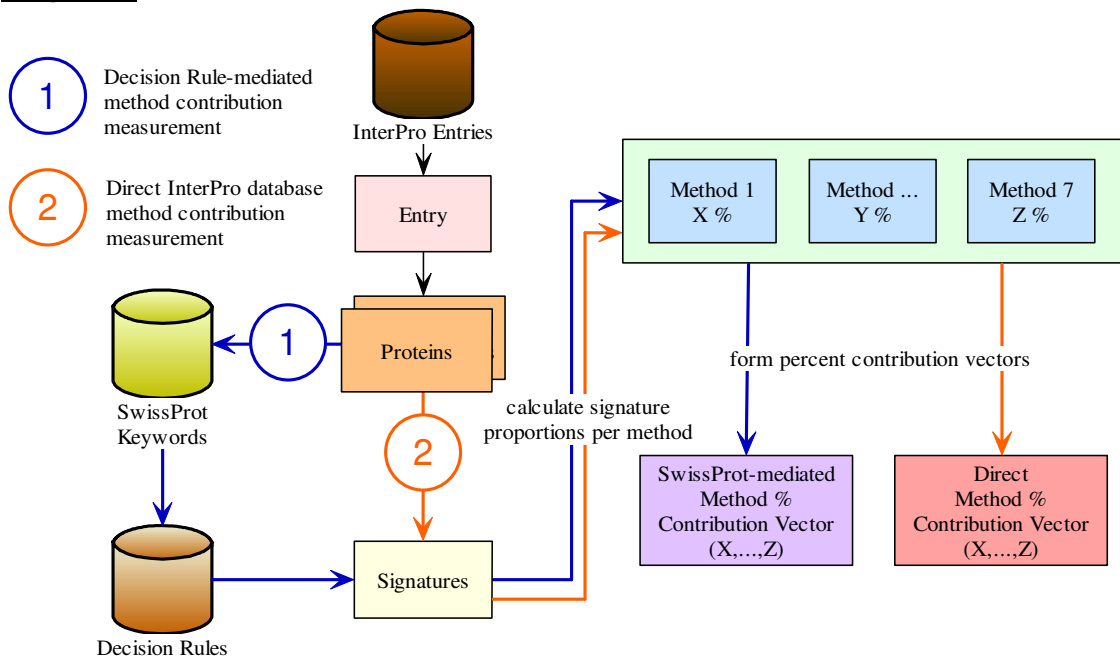 1
Decision Rule-mediated
method contribution
measurement
2
Direct InterPro database
method contribution
measurement
InterPro Entries
Entry
Proteins
1
SwissProt
Keywords
2
Decision Rules
Signatures
calculate signature
proportions per method
Method 1
X %
Method ...
Y %
Method 7
Z %
form percent contribution vectors
SwissProt-mediated
Method %
Contribution Vector
(X,...,Z)
Direct
Method %
Contribution Vector
(X,...,Z)